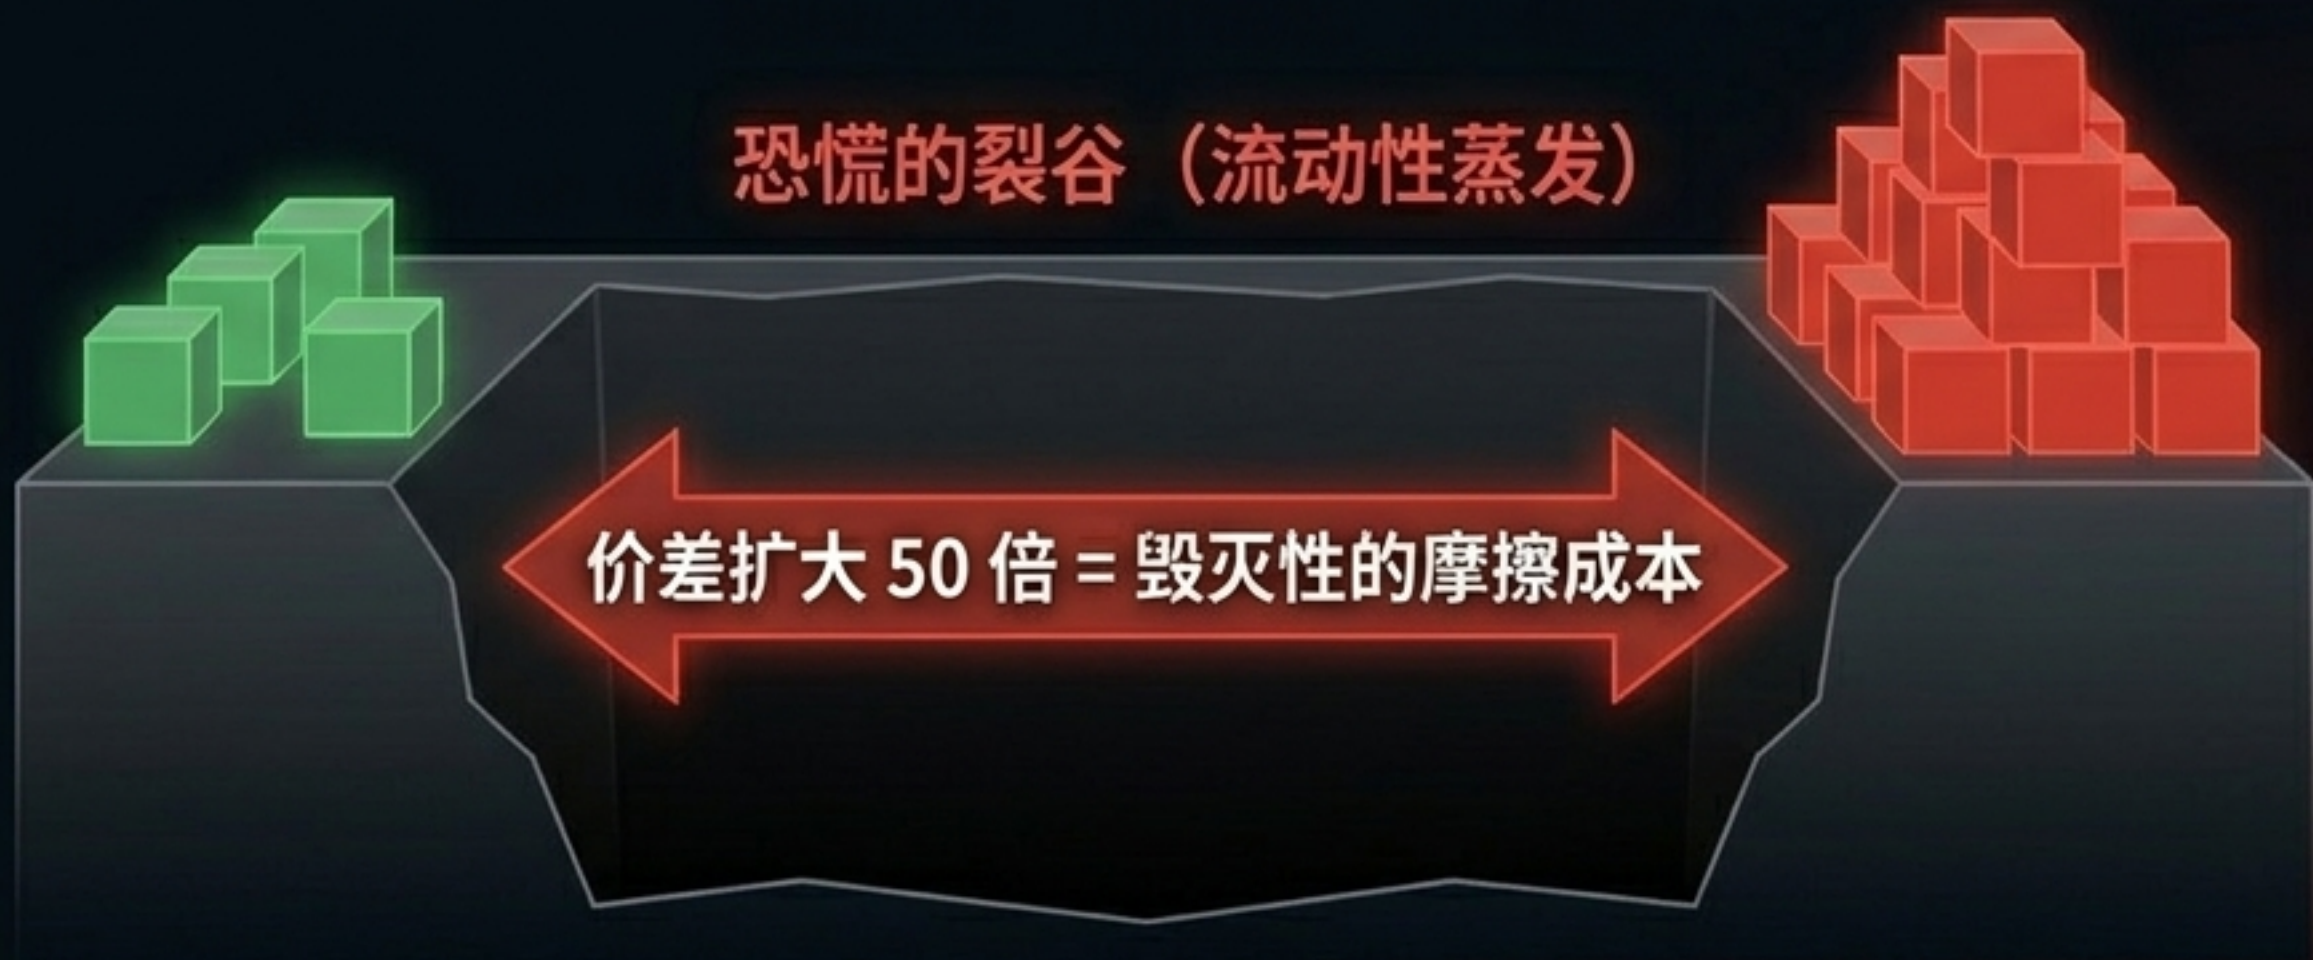 恐慌的裂谷（流动性蒸发）
价差扩大 50 倍 = 毁灭性的摩擦成本